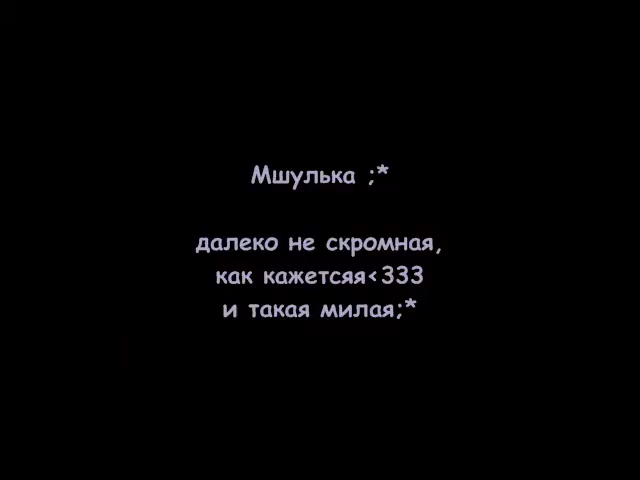 Мшулька ;*
далеко не скромная,
как кажетсяя<333
и такая милая;*